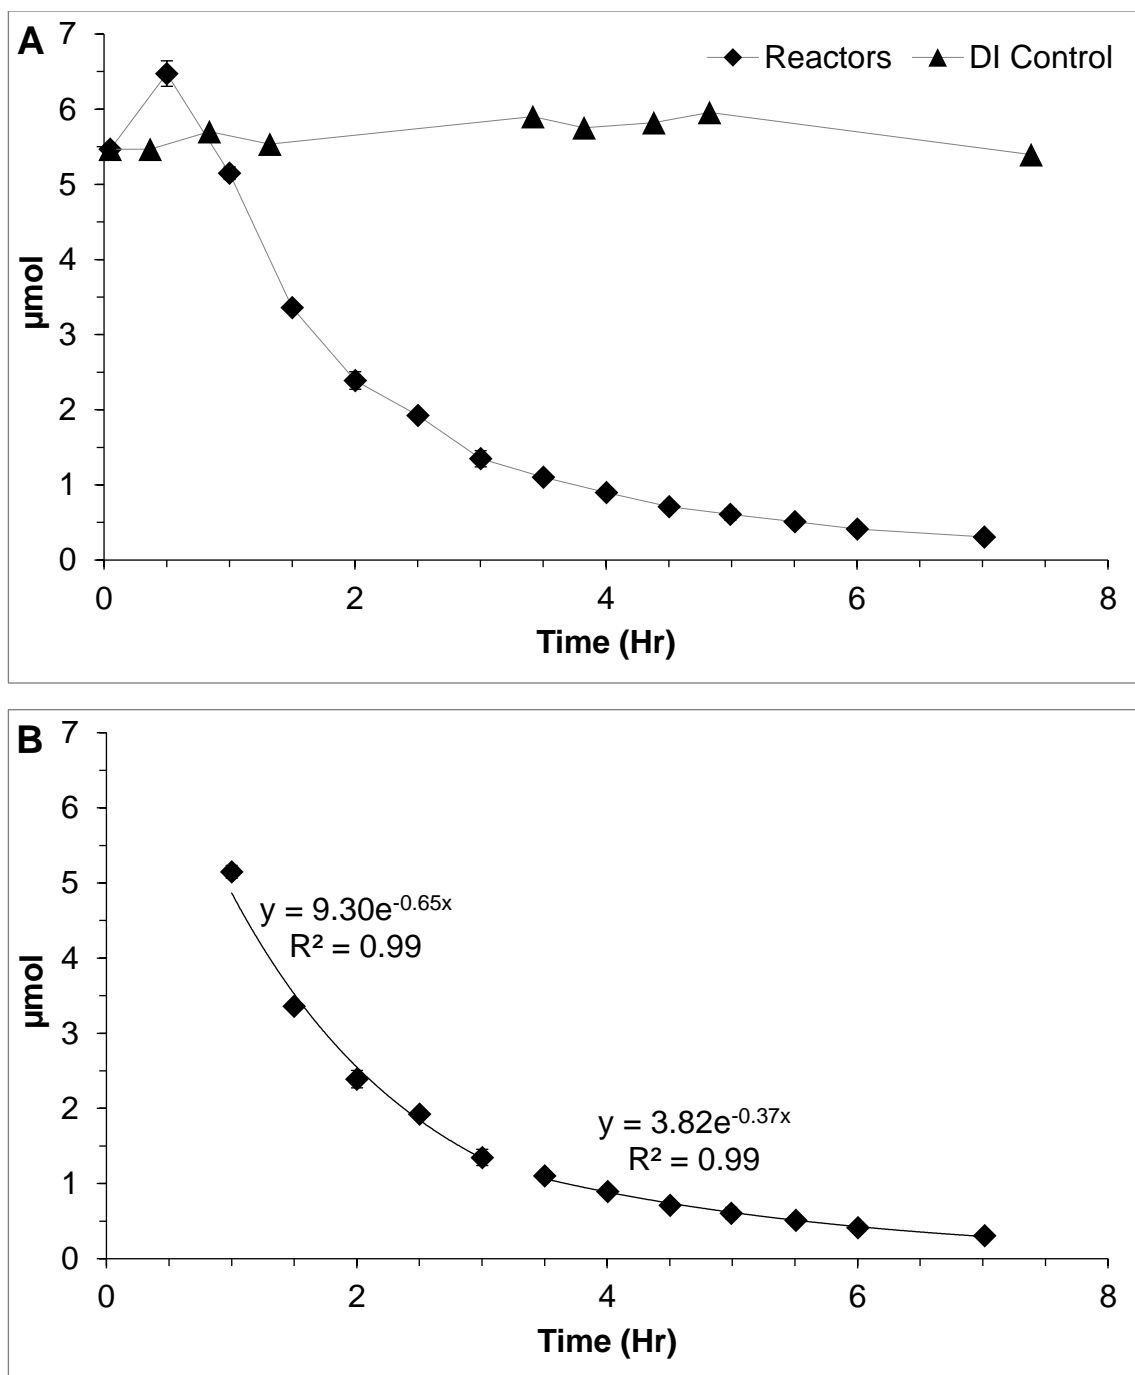 A
Reactors DI Control
7
6
5
4
3
2
1
0
µmol
0 2 4 6 8
Time (Hr)
B
7
6
5
4
3
2
1
0
µmol
y = 9.30e^-0.65x
R² = 0.99
y = 3.82e^-0.37x
R² = 0.99
0 2 4 6 8
Time (Hr)